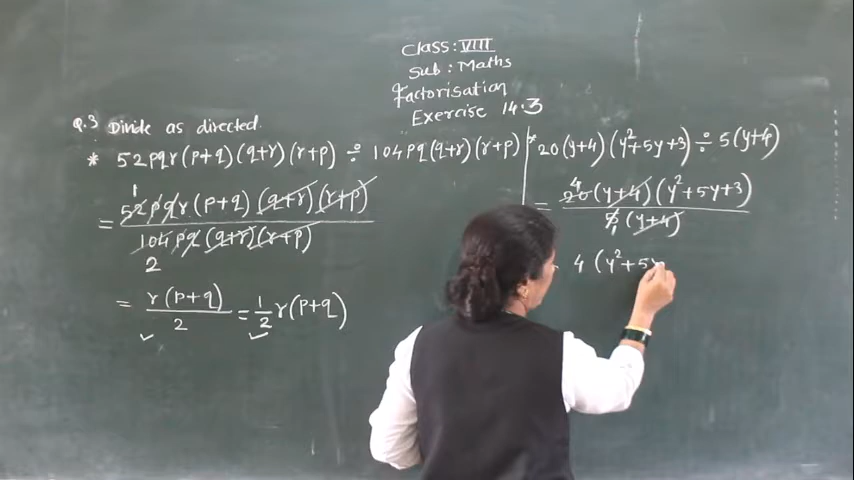 Class: VIII
Sub: Maths
Factorisation
Exercise 14.3
Q.3 Divide as directed.
* 52pqr(p+q)(q+r)(r+p) ÷ 104pq(q+r)(r+p)
1
= 52pqr(p+q)(q+r)(r+p)
104pq(q+r)(r+p)
2
= r(p+q)/2 = 1/2 r(p+q)
* 20(y+4)(y²+5y+3) ÷ 5(y+4)
4
= 20(y+4)(y²+5y+3)
5(y+4)
1
4(y²+5y